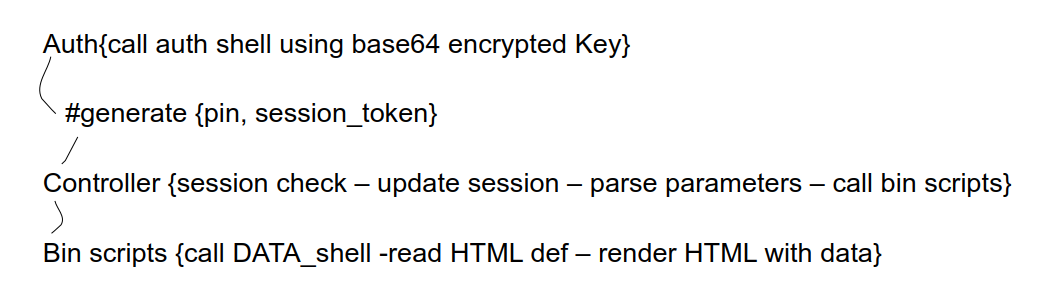 Auth{call auth shell using base64 encrypted Key}
#generate {pin, session_token}
Controller {session check – update session – parse parameters – call bin scripts}
Bin scripts {call DATA_shell -read HTML def – render HTML with data}